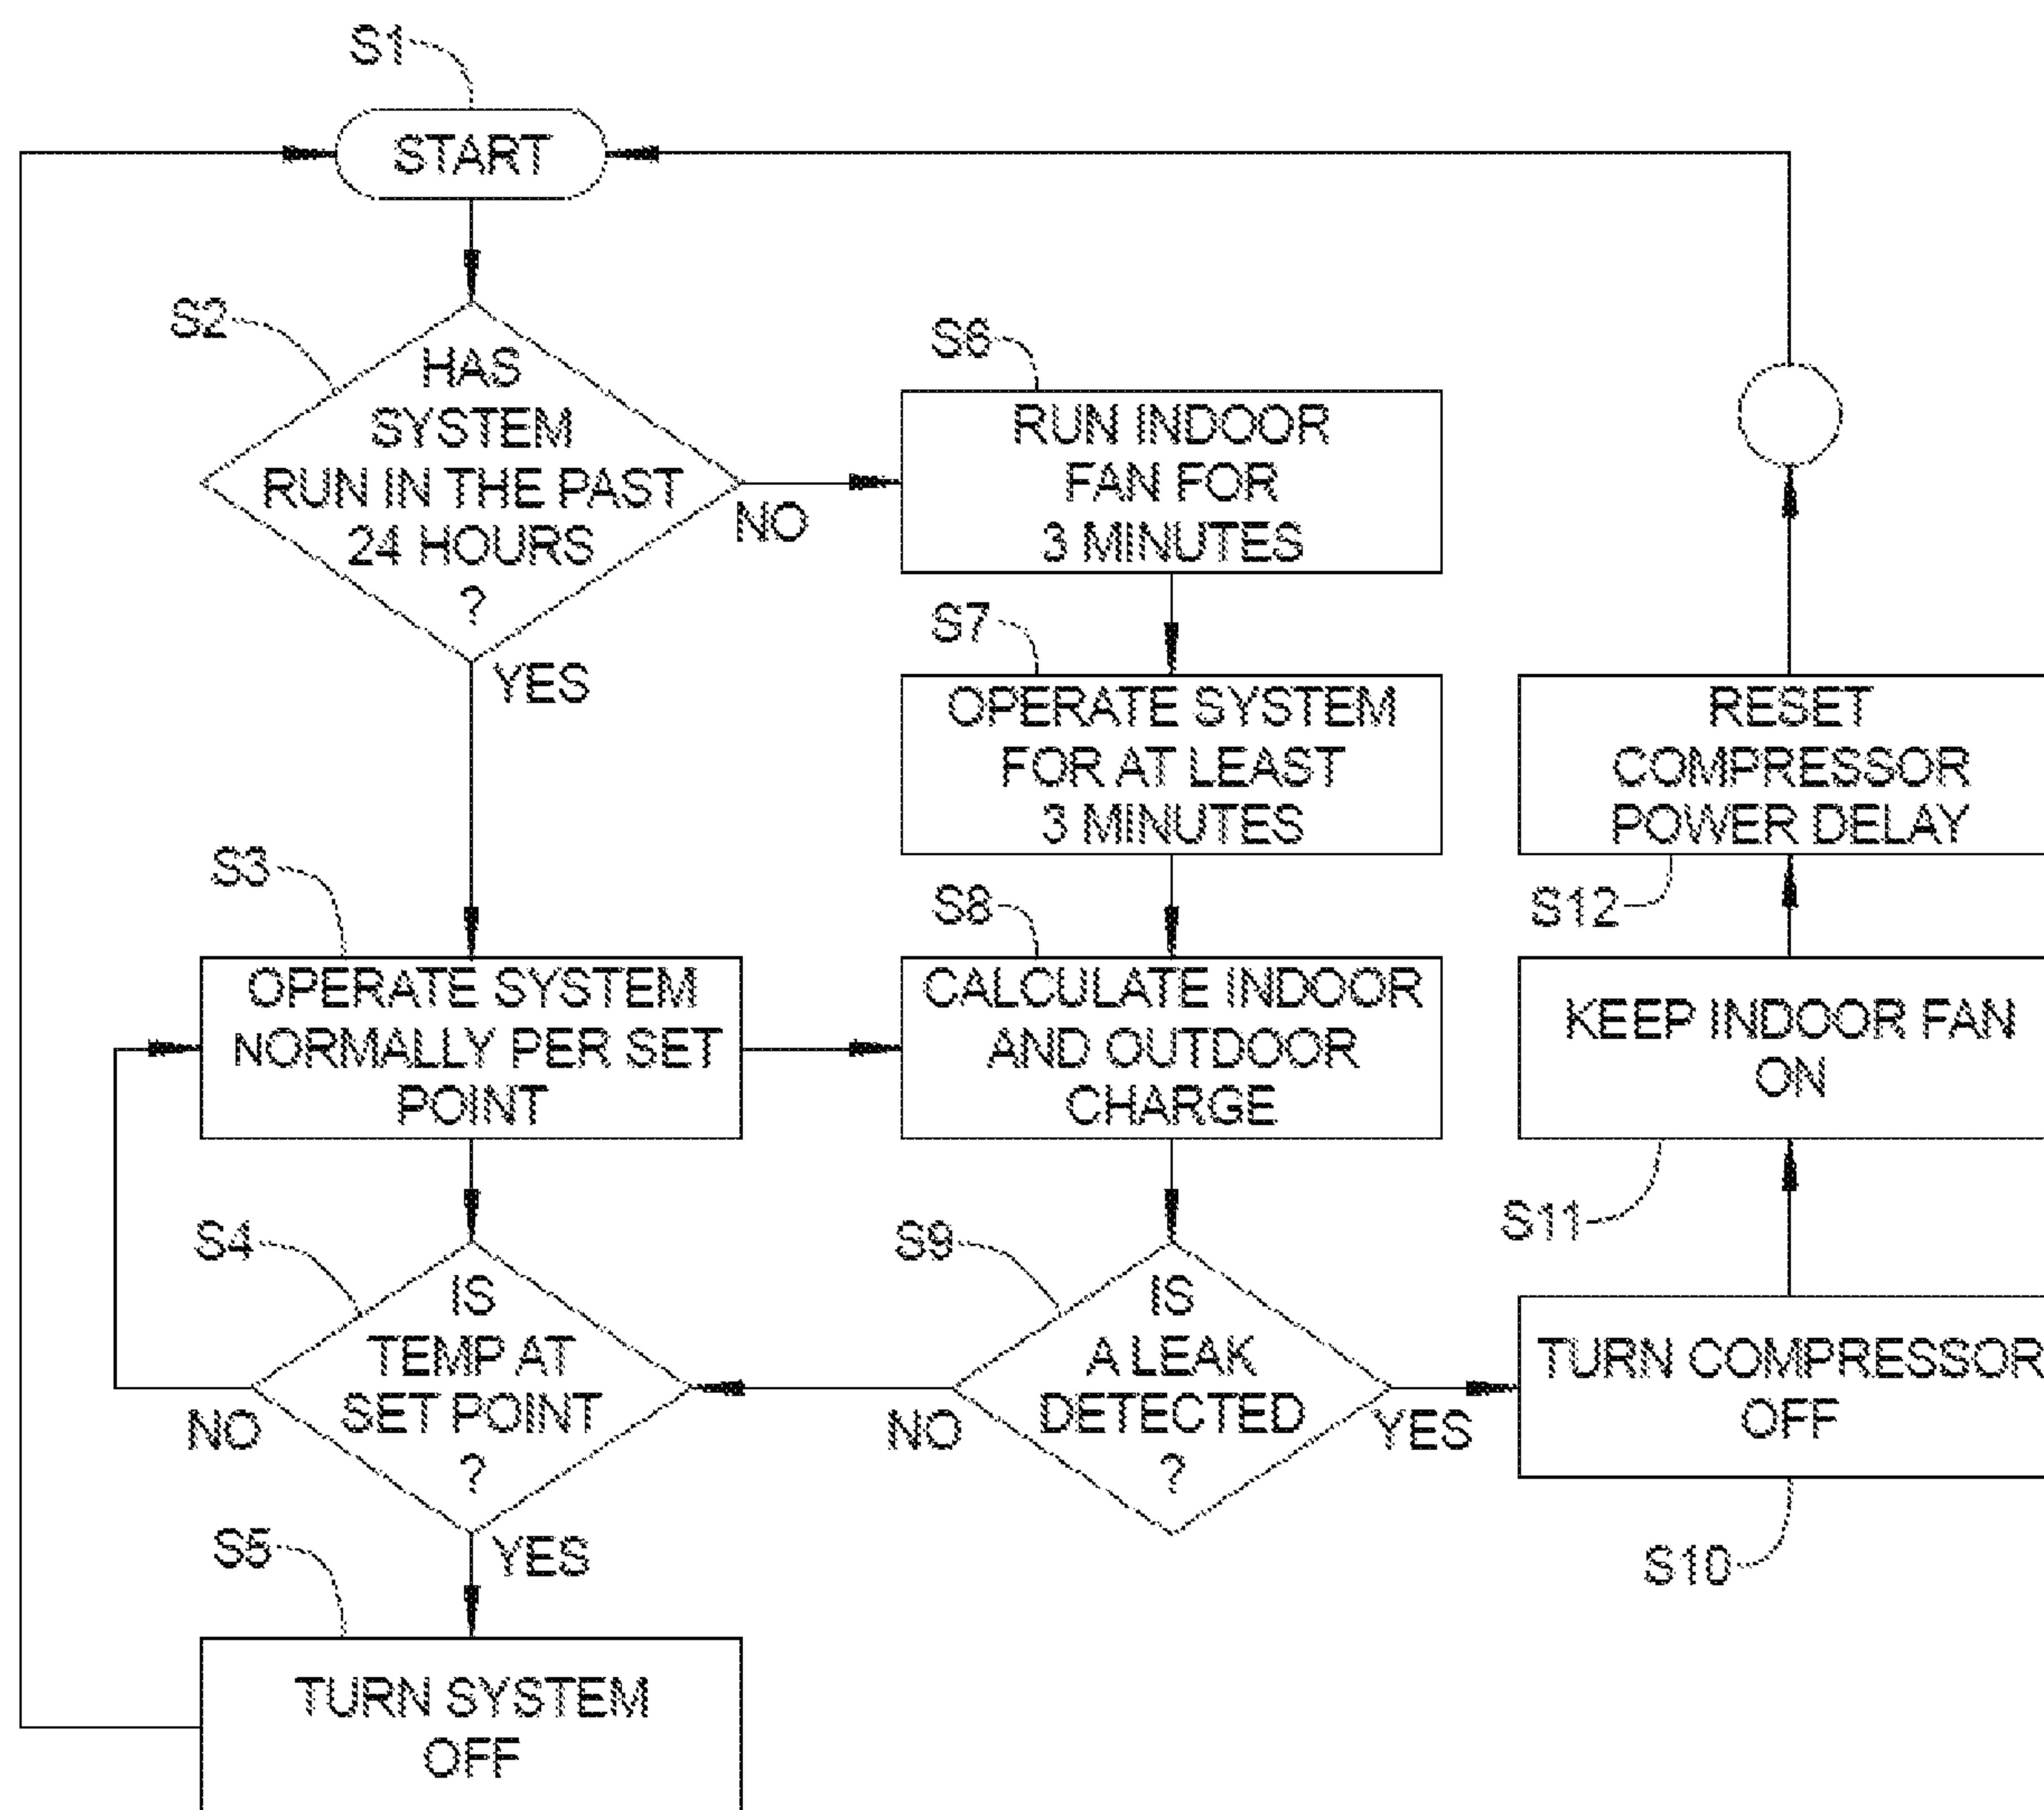 S1
START
S2
HAS
SYSTEM
RUN IN THE PAST
24 HOURS
?
NO
YES
S6
RUN INDOOR
FAN FOR
3 MINUTES
S7
OPERATE SYSTEM
FOR AT LEAST
3 MINUTES
RESET
COMPRESSOR
POWER DELAY
S12
S3
OPERATE SYSTEM
NORMALLY PER SET
POINT
S8
CALCULATE INDOOR
AND OUTDOOR
CHARGE
KEEP INDOOR FAN
ON
S11
S4
IS
TEMP AT
SET POINT
?
NO
YES
S9
IS
A LEAK
DETECTED
?
NO
YES
TURN COMPRESSOR
OFF
S10
S5
TURN SYSTEM
OFF